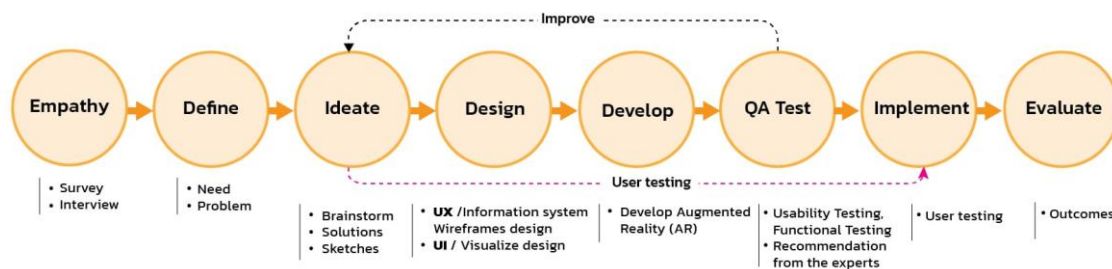 Improve
Empathy
Define
Ideate
Design
Develop
QA Test
Implement
Evaluate
User testing
• Survey
• Interview
• Need
• Problem
• Brainstorm
• Solutions
• Sketches
• UX /Information system
Wireframes design
• UI / Visualize design
• Develop Augmented
Reality (AR)
• Usability Testing,
Functional Testing
• Recommendation
from the experts
• User testing
• Outcomes